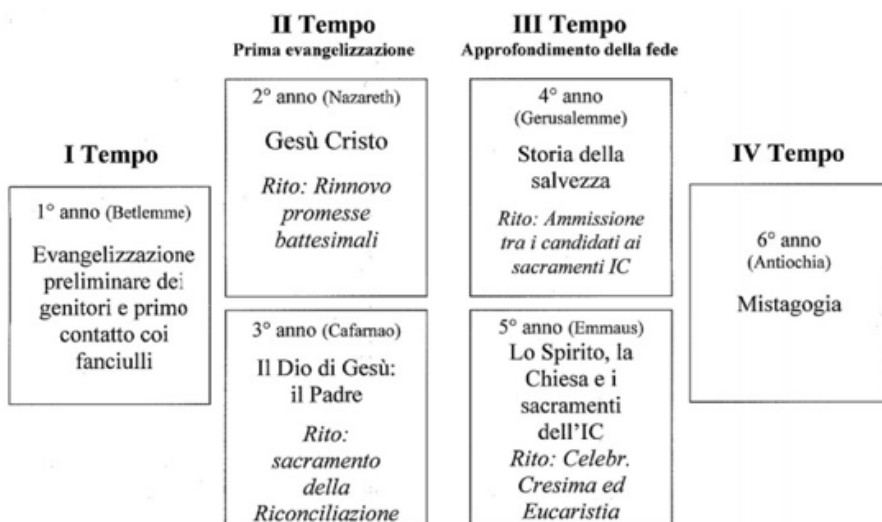 I Tempo
1° anno (Betlemme)
Evangelizzazione
preliminare dei
genitori e primo
contatto coi
fanciulli
II Tempo
Prima evangelizzazione
2° anno (Nazareth)
Gesù Cristo
Rito: Rinnovo
promesse
battesimali
3° anno (Cafarnao)
Il Dio di Gesù:
il Padre
Rito:
sacramento
della
Riconciliazione
III Tempo
Approfondimento della fede
4° anno
(Gerusalemme)
Storia della
salvezza
Rito: Ammissione
tra i candidati ai
sacramenti IC
5° anno (Emmaus)
Lo Spirito, la
Chiesa e i
sacramenti
dell'IC
Rito: Celebr.
Cresima ed
Eucaristia
IV Tempo
6° anno
(Antiochia)
Mistagogia